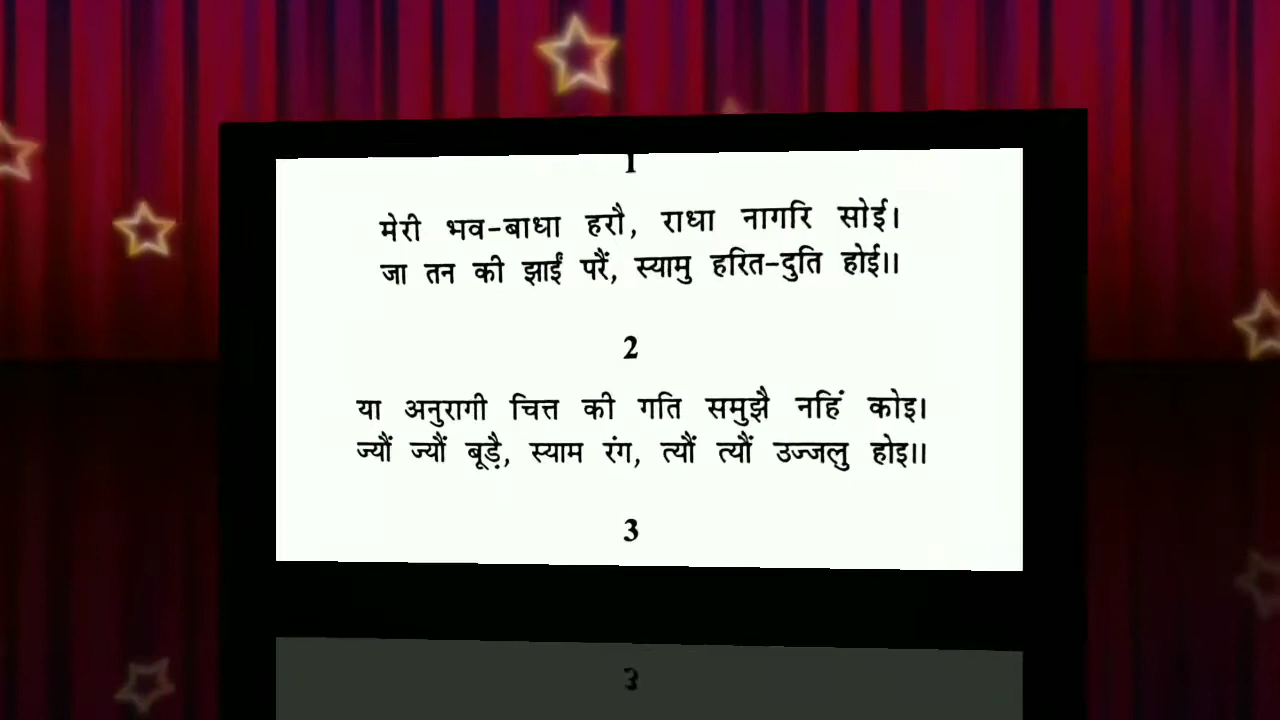 1
मेरी भव-बाधा हरौ, राधा नागरि सोई।
जा तन की झाईं परैं, स्यामु हरित-दुति होई॥
2
या अनुरागी चित्त की गति समुझै नहिं कोइ।
ज्यौं ज्यौं बूड़ै, स्याम रंग, त्यौं त्यौं उज्जलु होइ॥
3
3